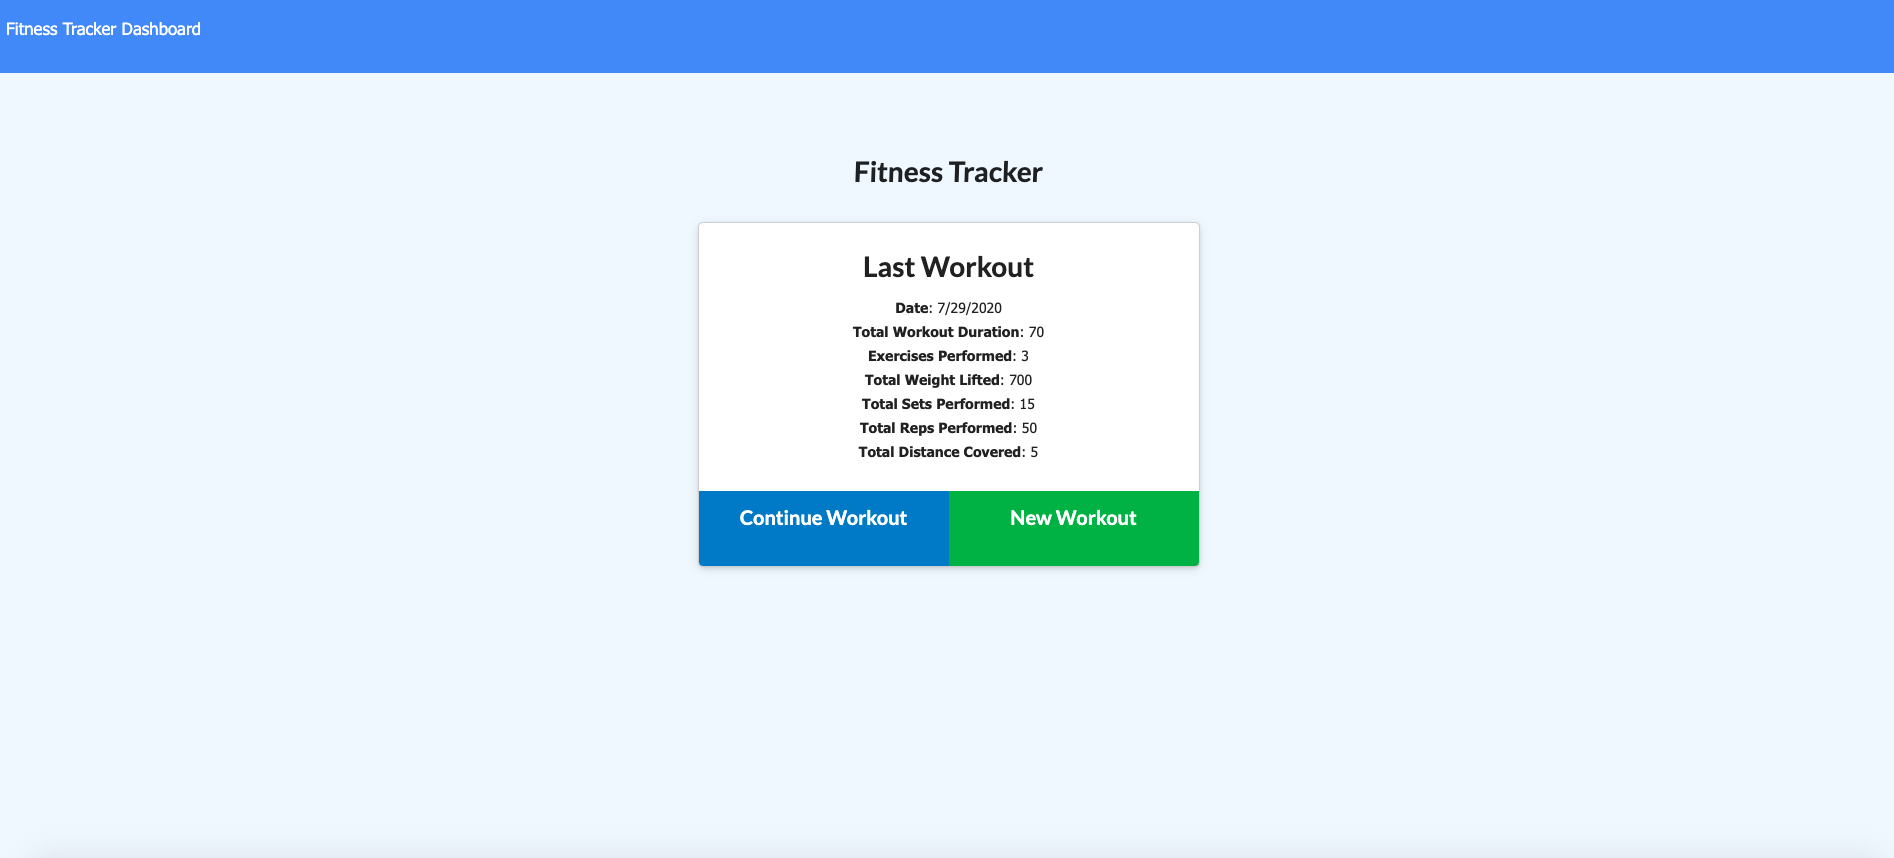 Fitness Tracker Dashboard
Fitness Tracker
Last Workout
Date: 7/29/2020
Total Workout Duration: 70
Exercises Performed: 3
Total Weight Lifted: 700
Total Sets Performed: 15
Total Reps Performed: 50
Total Distance Covered: 5
Continue Workout
New Workout